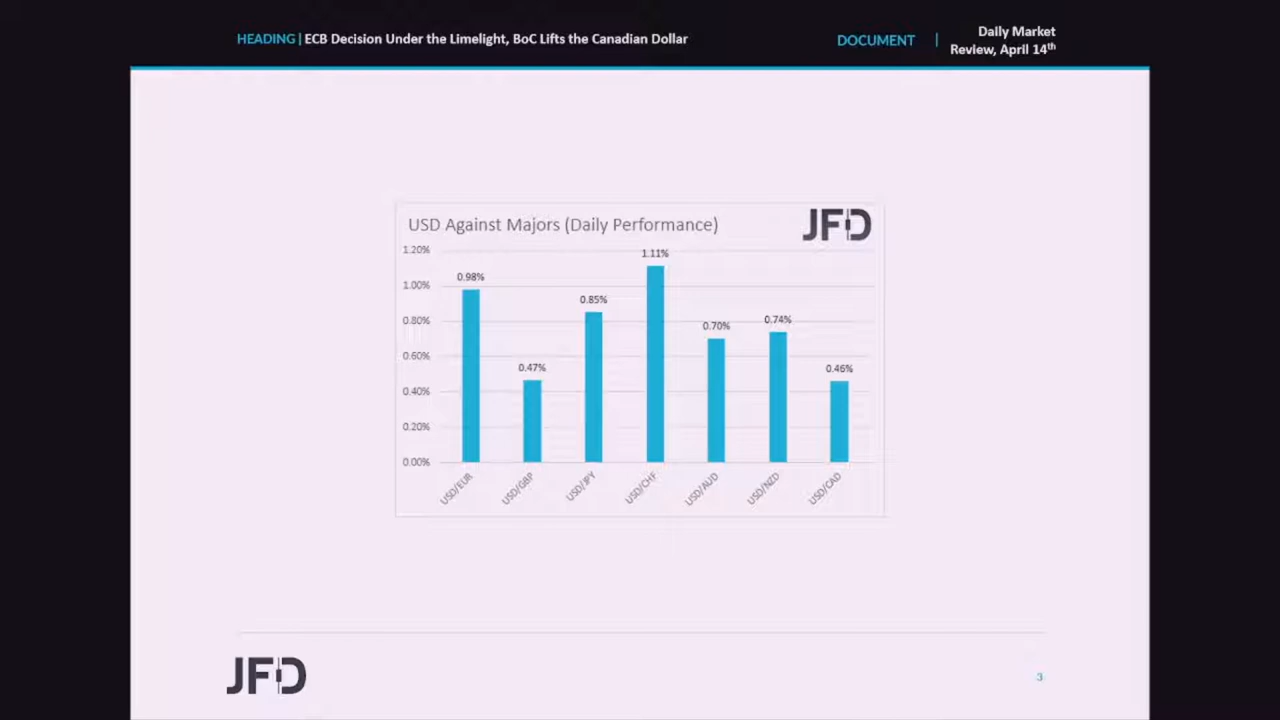 HEADING | ECB Decision Under the Limelight, BoC Lifts the Canadian Dollar
DOCUMENT |
Daily Market
Review, April 14th
USD Against Majors (Daily Performance)
JFD
1.20%
1.00%
0.80%
0.60%
0.40%
0.20%
0.00%
0.98%
0.47%
0.85%
1.11%
0.70%
0.74%
0.46%
USD/EUR
USD/GBP
USD/JPY
USD/CHF
USD/AUD
USD/NZD
USD/CAD
JFD
3